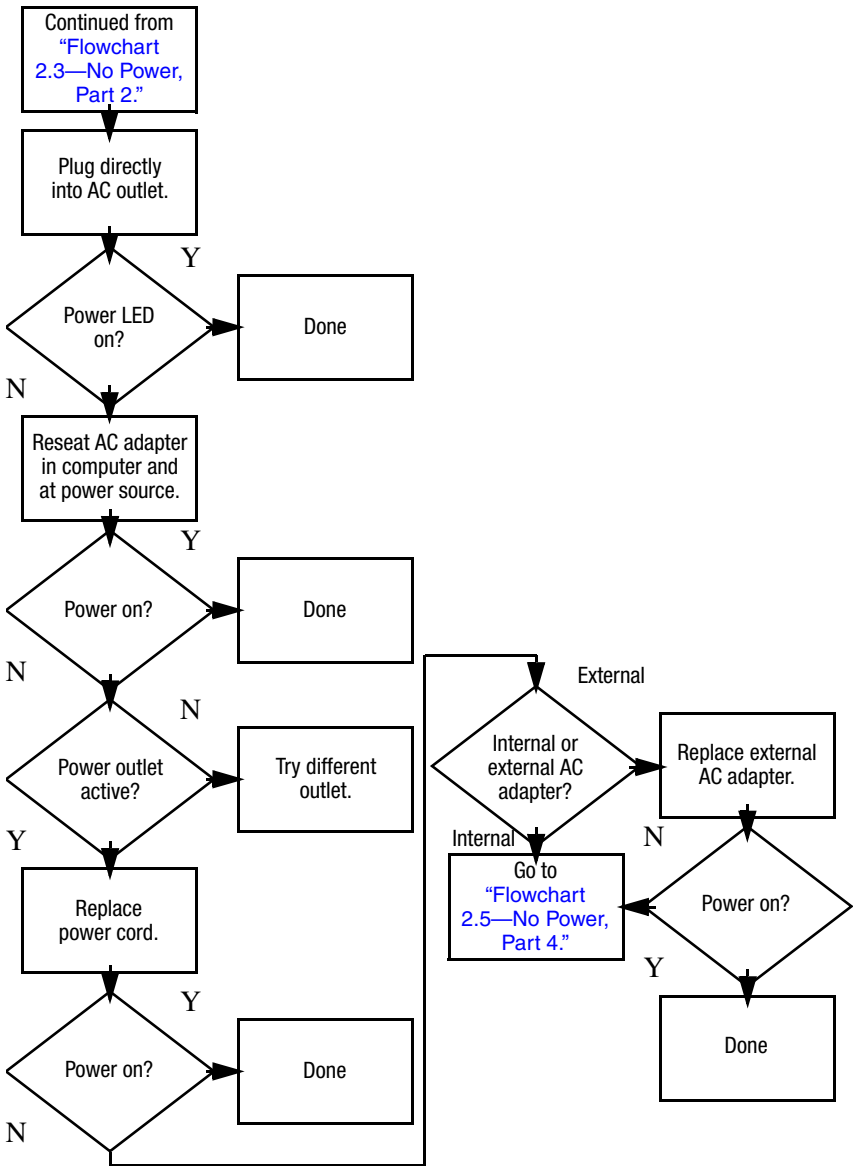 Continued from
“Flowchart
2.3—No Power,
Part 2.”
Plug directly
into AC outlet.
Y
Power LED
on?
Done
N
Reseat AC adapter
in computer and
at power source.
Y
Power on?
Done
N
N
Power outlet
active?
Try different
outlet.
Y
Replace
power cord.
Y
Power on?
Done
N
External
Internal or
external AC
adapter?
Replace external
AC adapter.
Internal
N
Go to
“Flowchart
2.5—No Power,
Part 4.”
Power on?
Y
Done